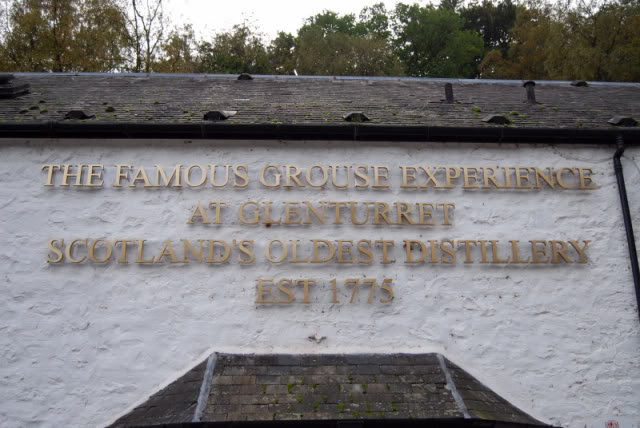 THE FAMOUS GROUSE EXPERIENCE
AT GLENTURRET
SCOTLAND'S OLDEST DISTILLERY
EST 1775